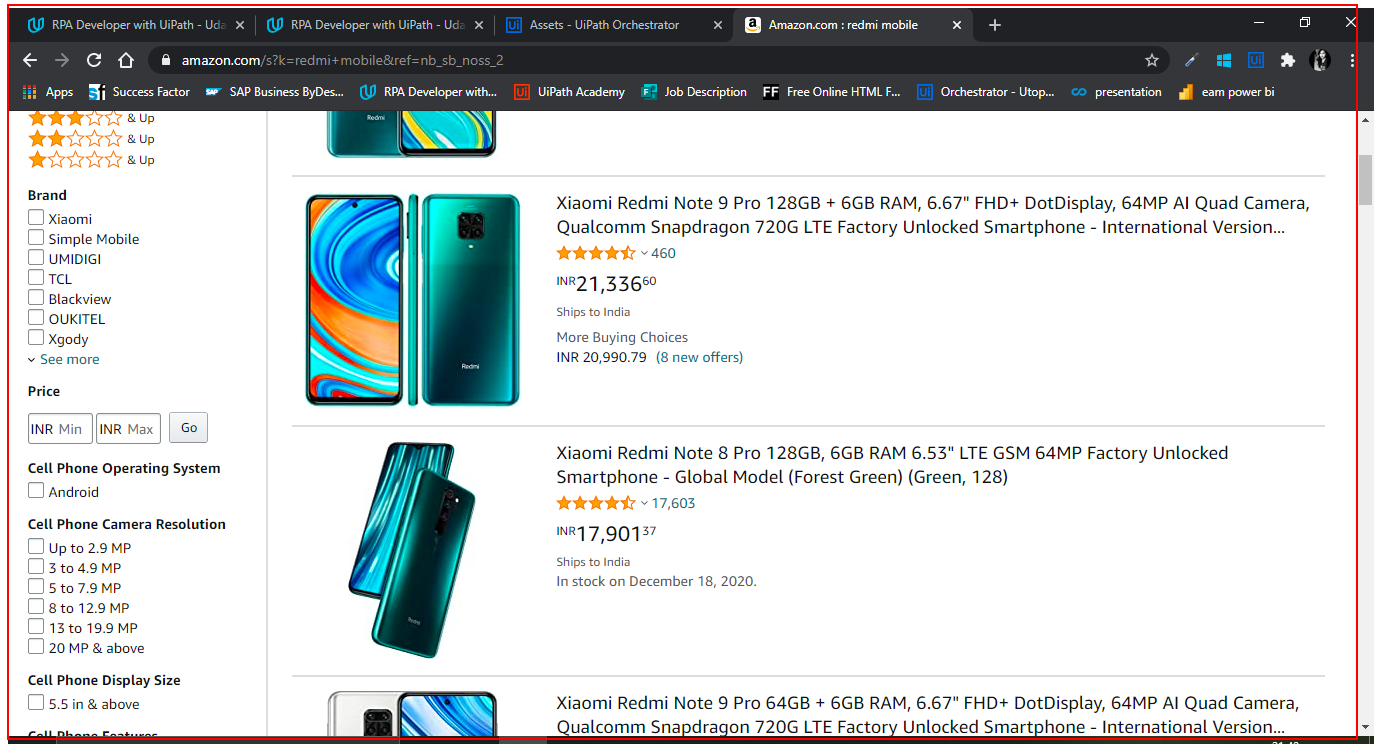 RPA Developer with UiPath - Uda
RPA Developer with UiPath - Uda
Assets - UiPath Orchestrator
Amazon.com : redmi mobile
amazon.com/s?k=redmi+mobile&ref=nb_sb_noss_2
Apps
Success Factor
SAP Business ByDes...
RPA Developer with...
UiPath Academy
Job Description
Free Online HTML F...
Orchestrator - Utop...
presentation
eam power bi
& Up
& Up
& Up
Brand
Xiaomi
Simple Mobile
UMIDIGI
TCL
Blackview
OUKITEL
Xgody
See more
Price
INR Min
INR Max
Go
Cell Phone Operating System
Android
Cell Phone Camera Resolution
Up to 2.9 MP
3 to 4.9 MP
5 to 7.9 MP
8 to 12.9 MP
13 to 19.9 MP
20 MP & above
Cell Phone Display Size
5.5 in & above
Cell Phone Features
Redmi
Xiaomi Redmi Note 9 Pro 128GB + 6GB RAM, 6.67" FHD+ DotDisplay, 64MP AI Quad Camera,
Qualcomm Snapdragon 720G LTE Factory Unlocked Smartphone - International Version...
460
INR21,33660
Ships to India
More Buying Choices
INR 20,990.79 (8 new offers)
Redmi
Xiaomi Redmi Note 8 Pro 128GB, 6GB RAM 6.53" LTE GSM 64MP Factory Unlocked
Smartphone - Global Model (Forest Green) (Green, 128)
17,603
INR17,90137
Ships to India
In stock on December 18, 2020.
Redmi
Xiaomi Redmi Note 9 Pro 64GB + 6GB RAM, 6.67" FHD+ DotDisplay, 64MP AI Quad Camera,
Qualcomm Snapdragon 720G LTE Factory Unlocked Smartphone - International Version...